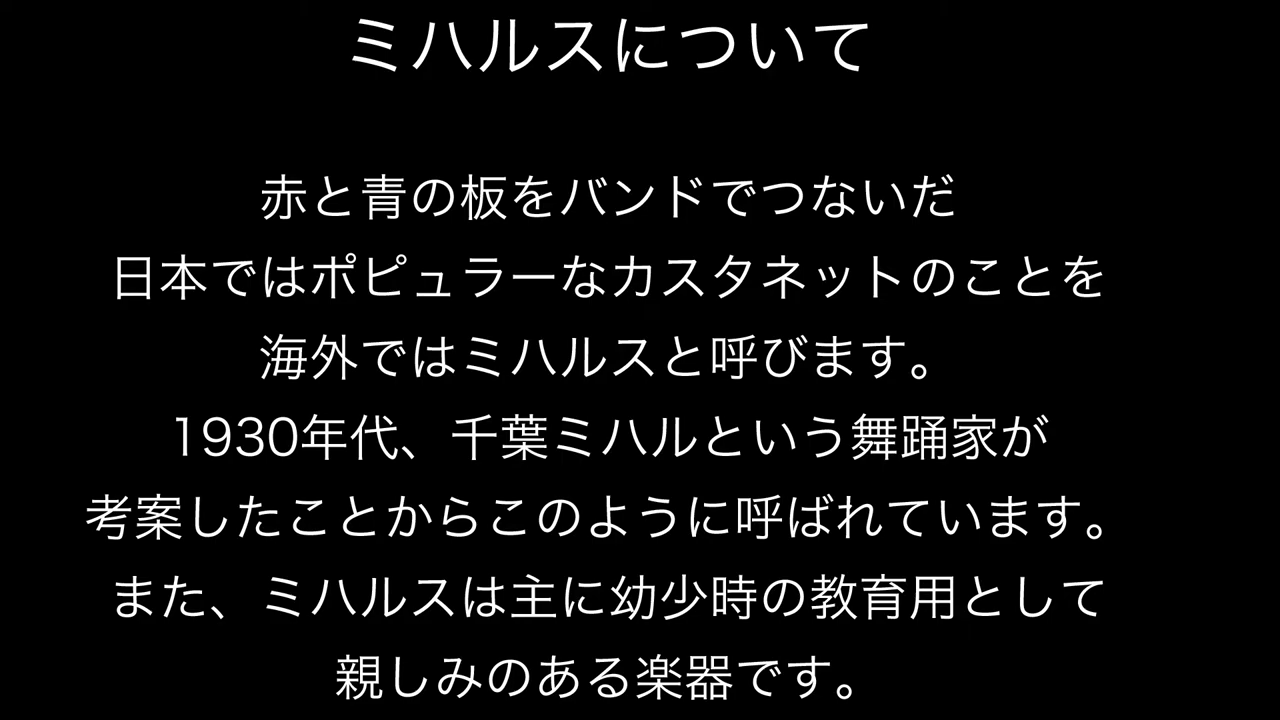 ミハルスについて
赤と青の板をバンドでつないだ
日本ではポピュラーなカスタネットのことを
海外ではミハルスと呼びます。
1930年代、千葉ミハルという舞踊家が
考案したことからこのように呼ばれています。
また、ミハルスは主に幼少時の教育用として
親しみのある楽器です。